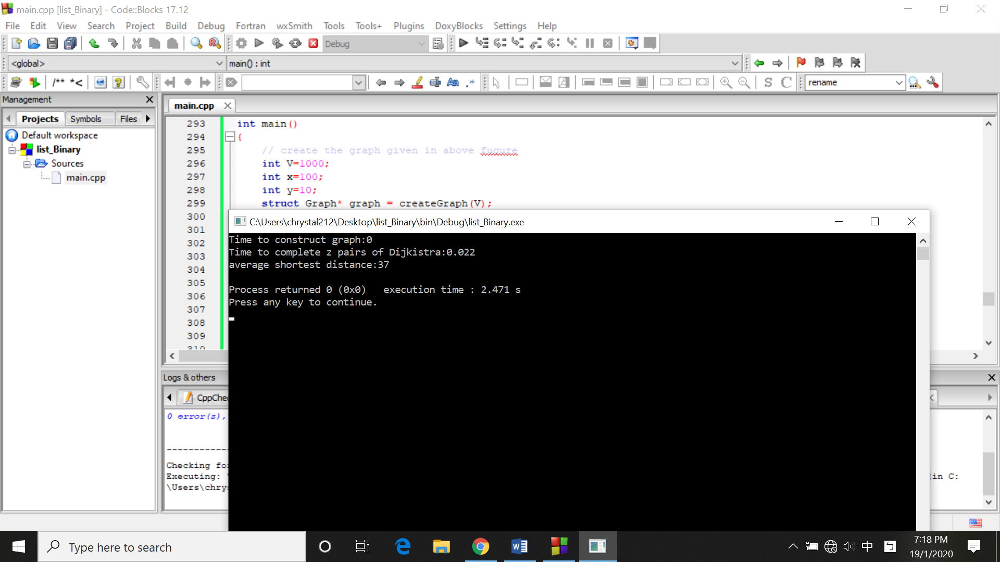 main.cpp [list_Binary] - Code::Blocks 17.12
File Edit View Search Project Build Debug Fortran wxSmith Tools Tools+ Plugins DoxyBlocks Settings Help
Debug
<global> main() : int
/** *< Aa .* S C rename
Management
Projects Symbols Files
Default workspace
list_Binary
Sources
main.cpp
main.cpp
293 int main()
294 {
295 // create the graph given in above fugure
296 int V=1000;
297 int x=100;
298 int y=10;
299 struct Graph* graph = createGraph(V);
300
301
302
303
304
305
306
307
308
309
310
C:\Users\chrystal212\Desktop\list_Binary\bin\Debug\list_Binary.exe
Time to construct graph:0
Time to complete z pairs of Dijkistra:0.022
average shortest distance:37
Process returned 0 (0x0) execution time : 2.471 s
Press any key to continue.
Logs & others
CppChe
0 error(s),
--------------
Checking for
Executing:
in C:
\Users\chrys
Type here to search
中
ㄅ
7:18 PM
19/1/2020